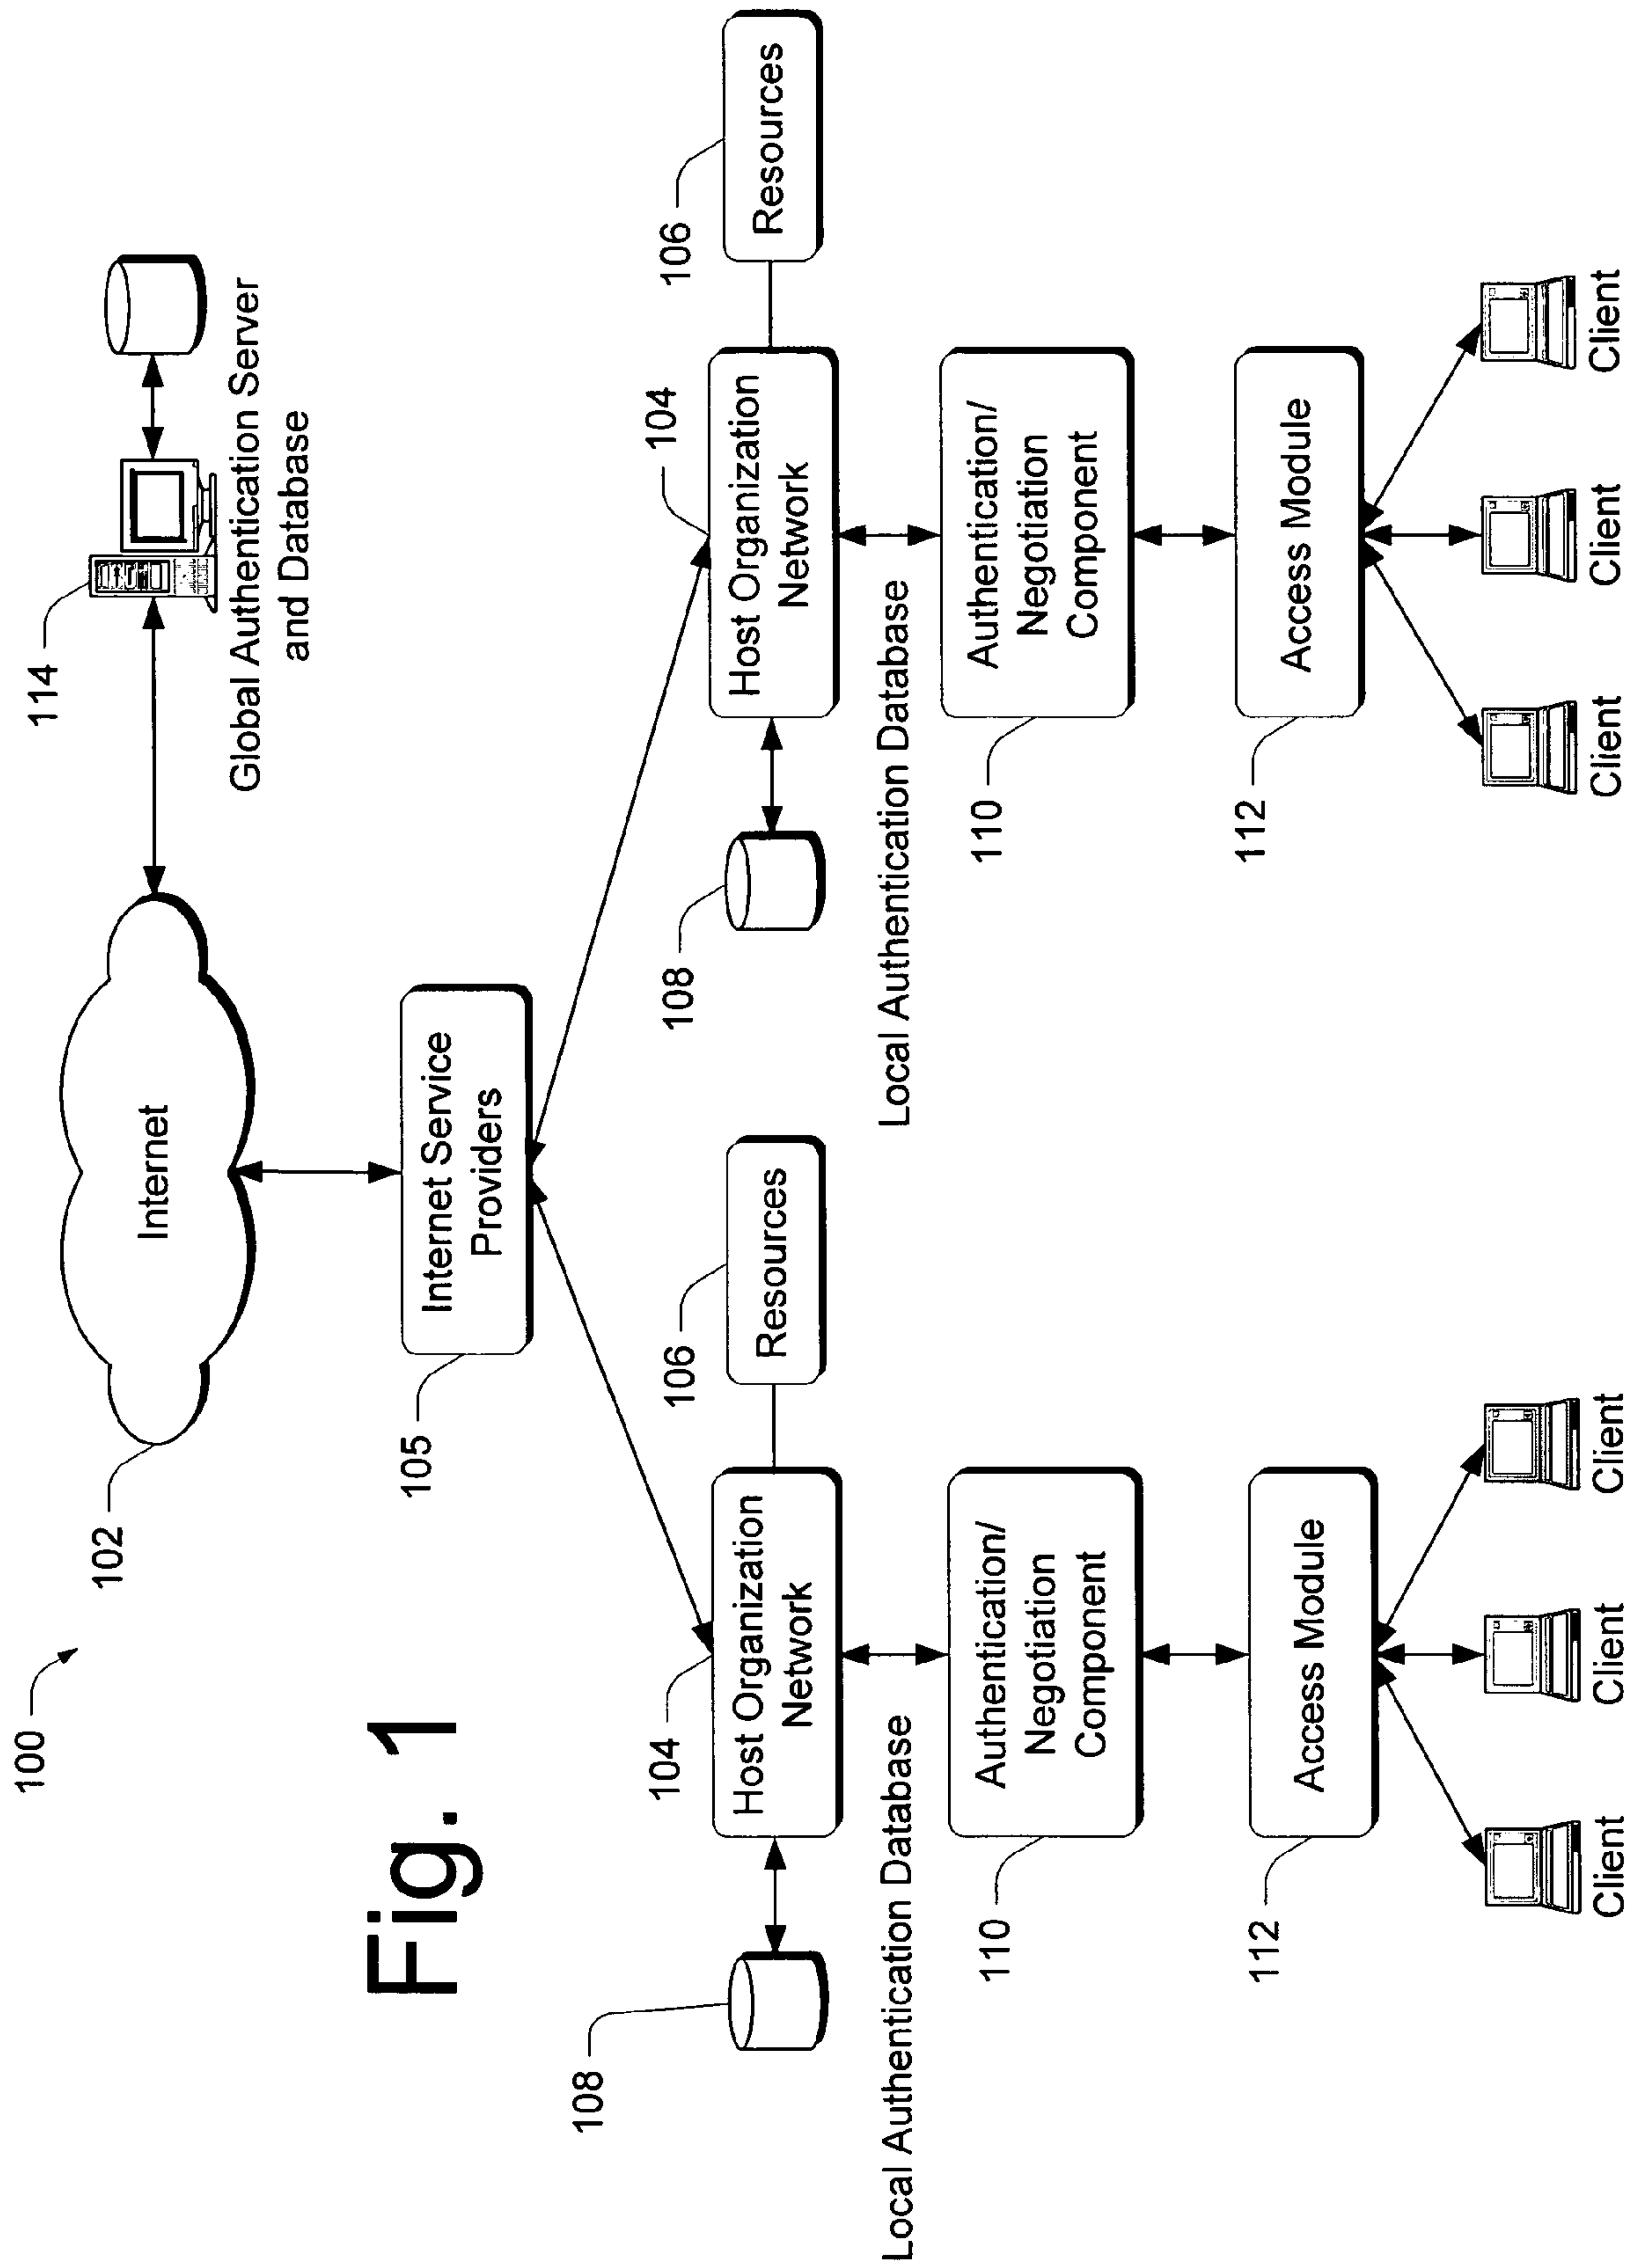 100
102
Internet
114
Global Authentication Server
and Database
Fig. 1
105
Internet Service
Providers
108
104
Host Organization
Network
106
Resources
108
104
Host Organization
Network
106
Resources
Local Authentication Database
Local Authentication Database
110
Authentication/
Negotiation
Component
110
Authentication/
Negotiation
Component
112
Access Module
112
Access Module
Client
Client
Client
Client
Client
Client